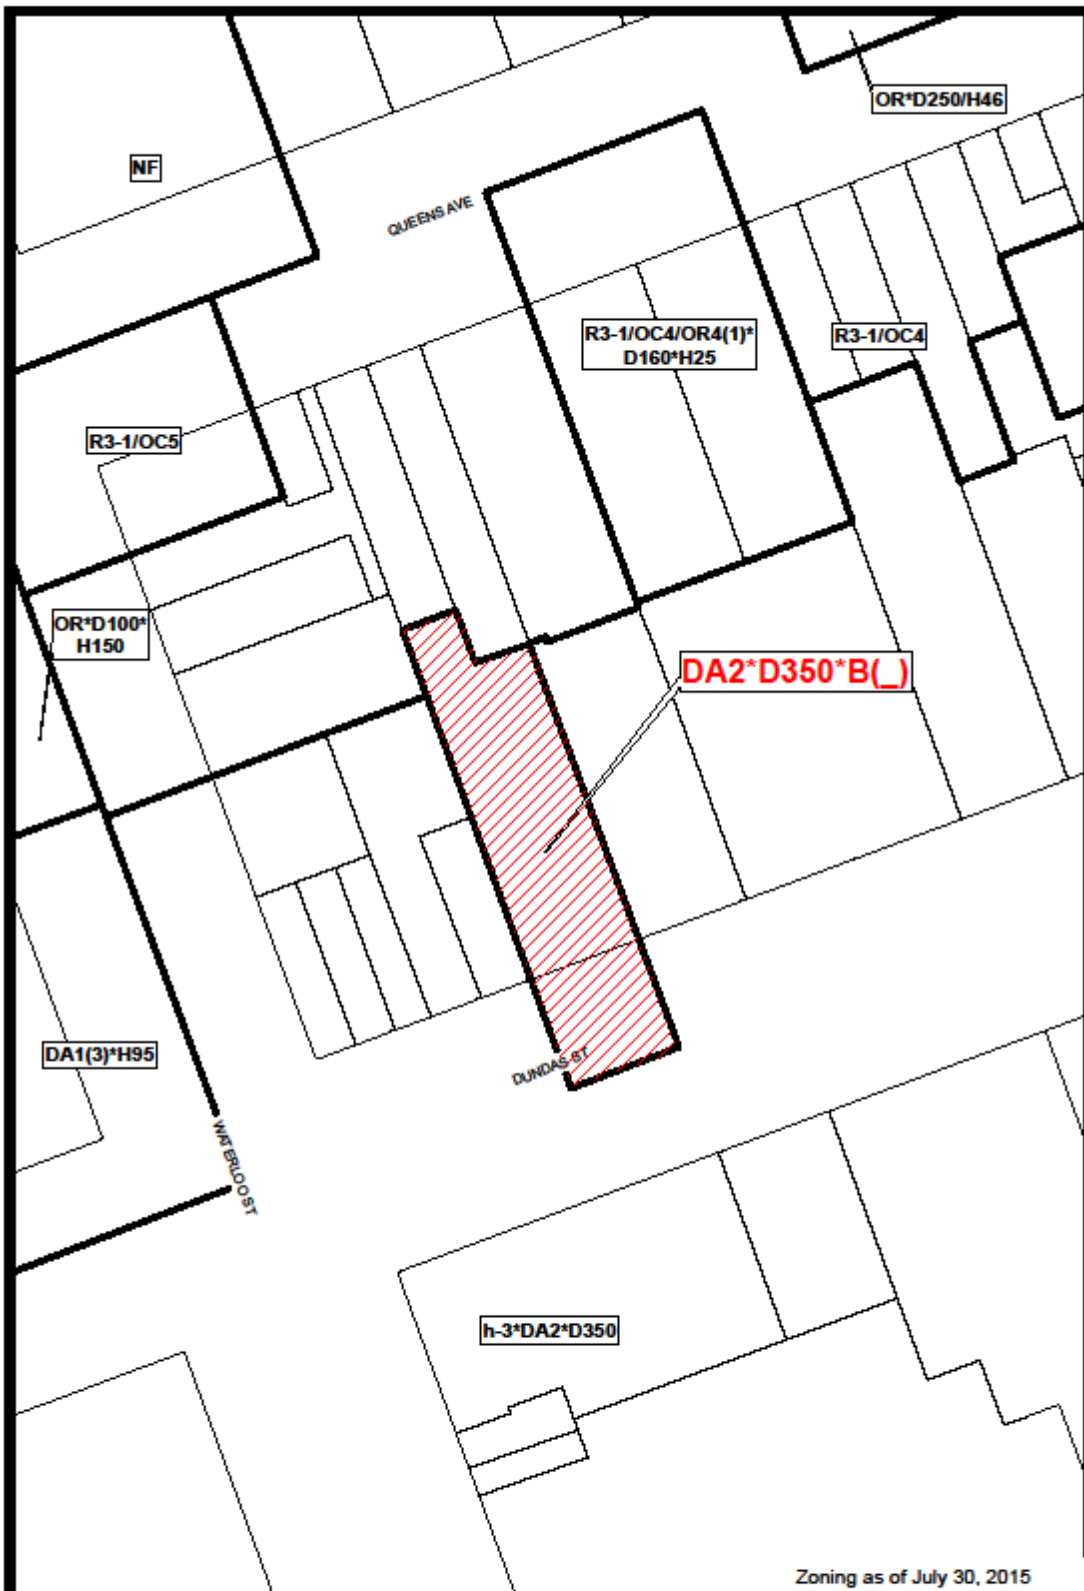 OR*D250/H46
NF
QUEENS AVE
R3-1/OC4/OR4(1)*
D160*H25
R3-1/OC4
R3-1/OC5
OR*D100*
H150
DA2*D350*B(_)
DA1(3)*H95
DUNDAS ST
WATERLOO ST
h-3*DA2*D350
Zoning as of July 30, 2015